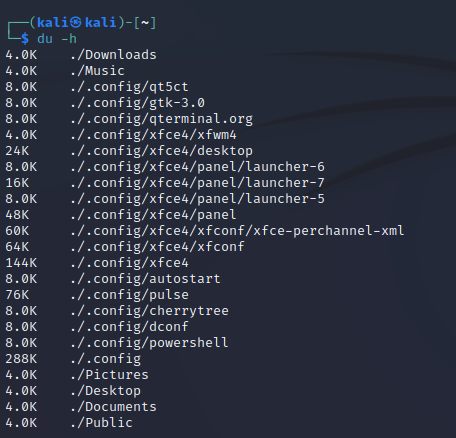 ┌──(kali㉿kali)-[~]
└─$ du -h
4.0K    ./Downloads
4.0K    ./Music
8.0K    ./.config/qt5ct
8.0K    ./.config/gtk-3.0
8.0K    ./.config/qterminal.org
4.0K    ./.config/xfce4/xfwm4
24K     ./.config/xfce4/desktop
8.0K    ./.config/xfce4/panel/launcher-6
16K     ./.config/xfce4/panel/launcher-7
8.0K    ./.config/xfce4/panel/launcher-5
48K     ./.config/xfce4/panel
60K     ./.config/xfce4/xfconf/xfce-perchannel-xml
64K     ./.config/xfce4/xfconf
144K    ./.config/xfce4
8.0K    ./.config/autostart
76K     ./.config/pulse
8.0K    ./.config/cherrytree
8.0K    ./.config/dconf
8.0K    ./.config/powershell
288K    ./.config
4.0K    ./Pictures
4.0K    ./Desktop
4.0K    ./Documents
4.0K    ./Public